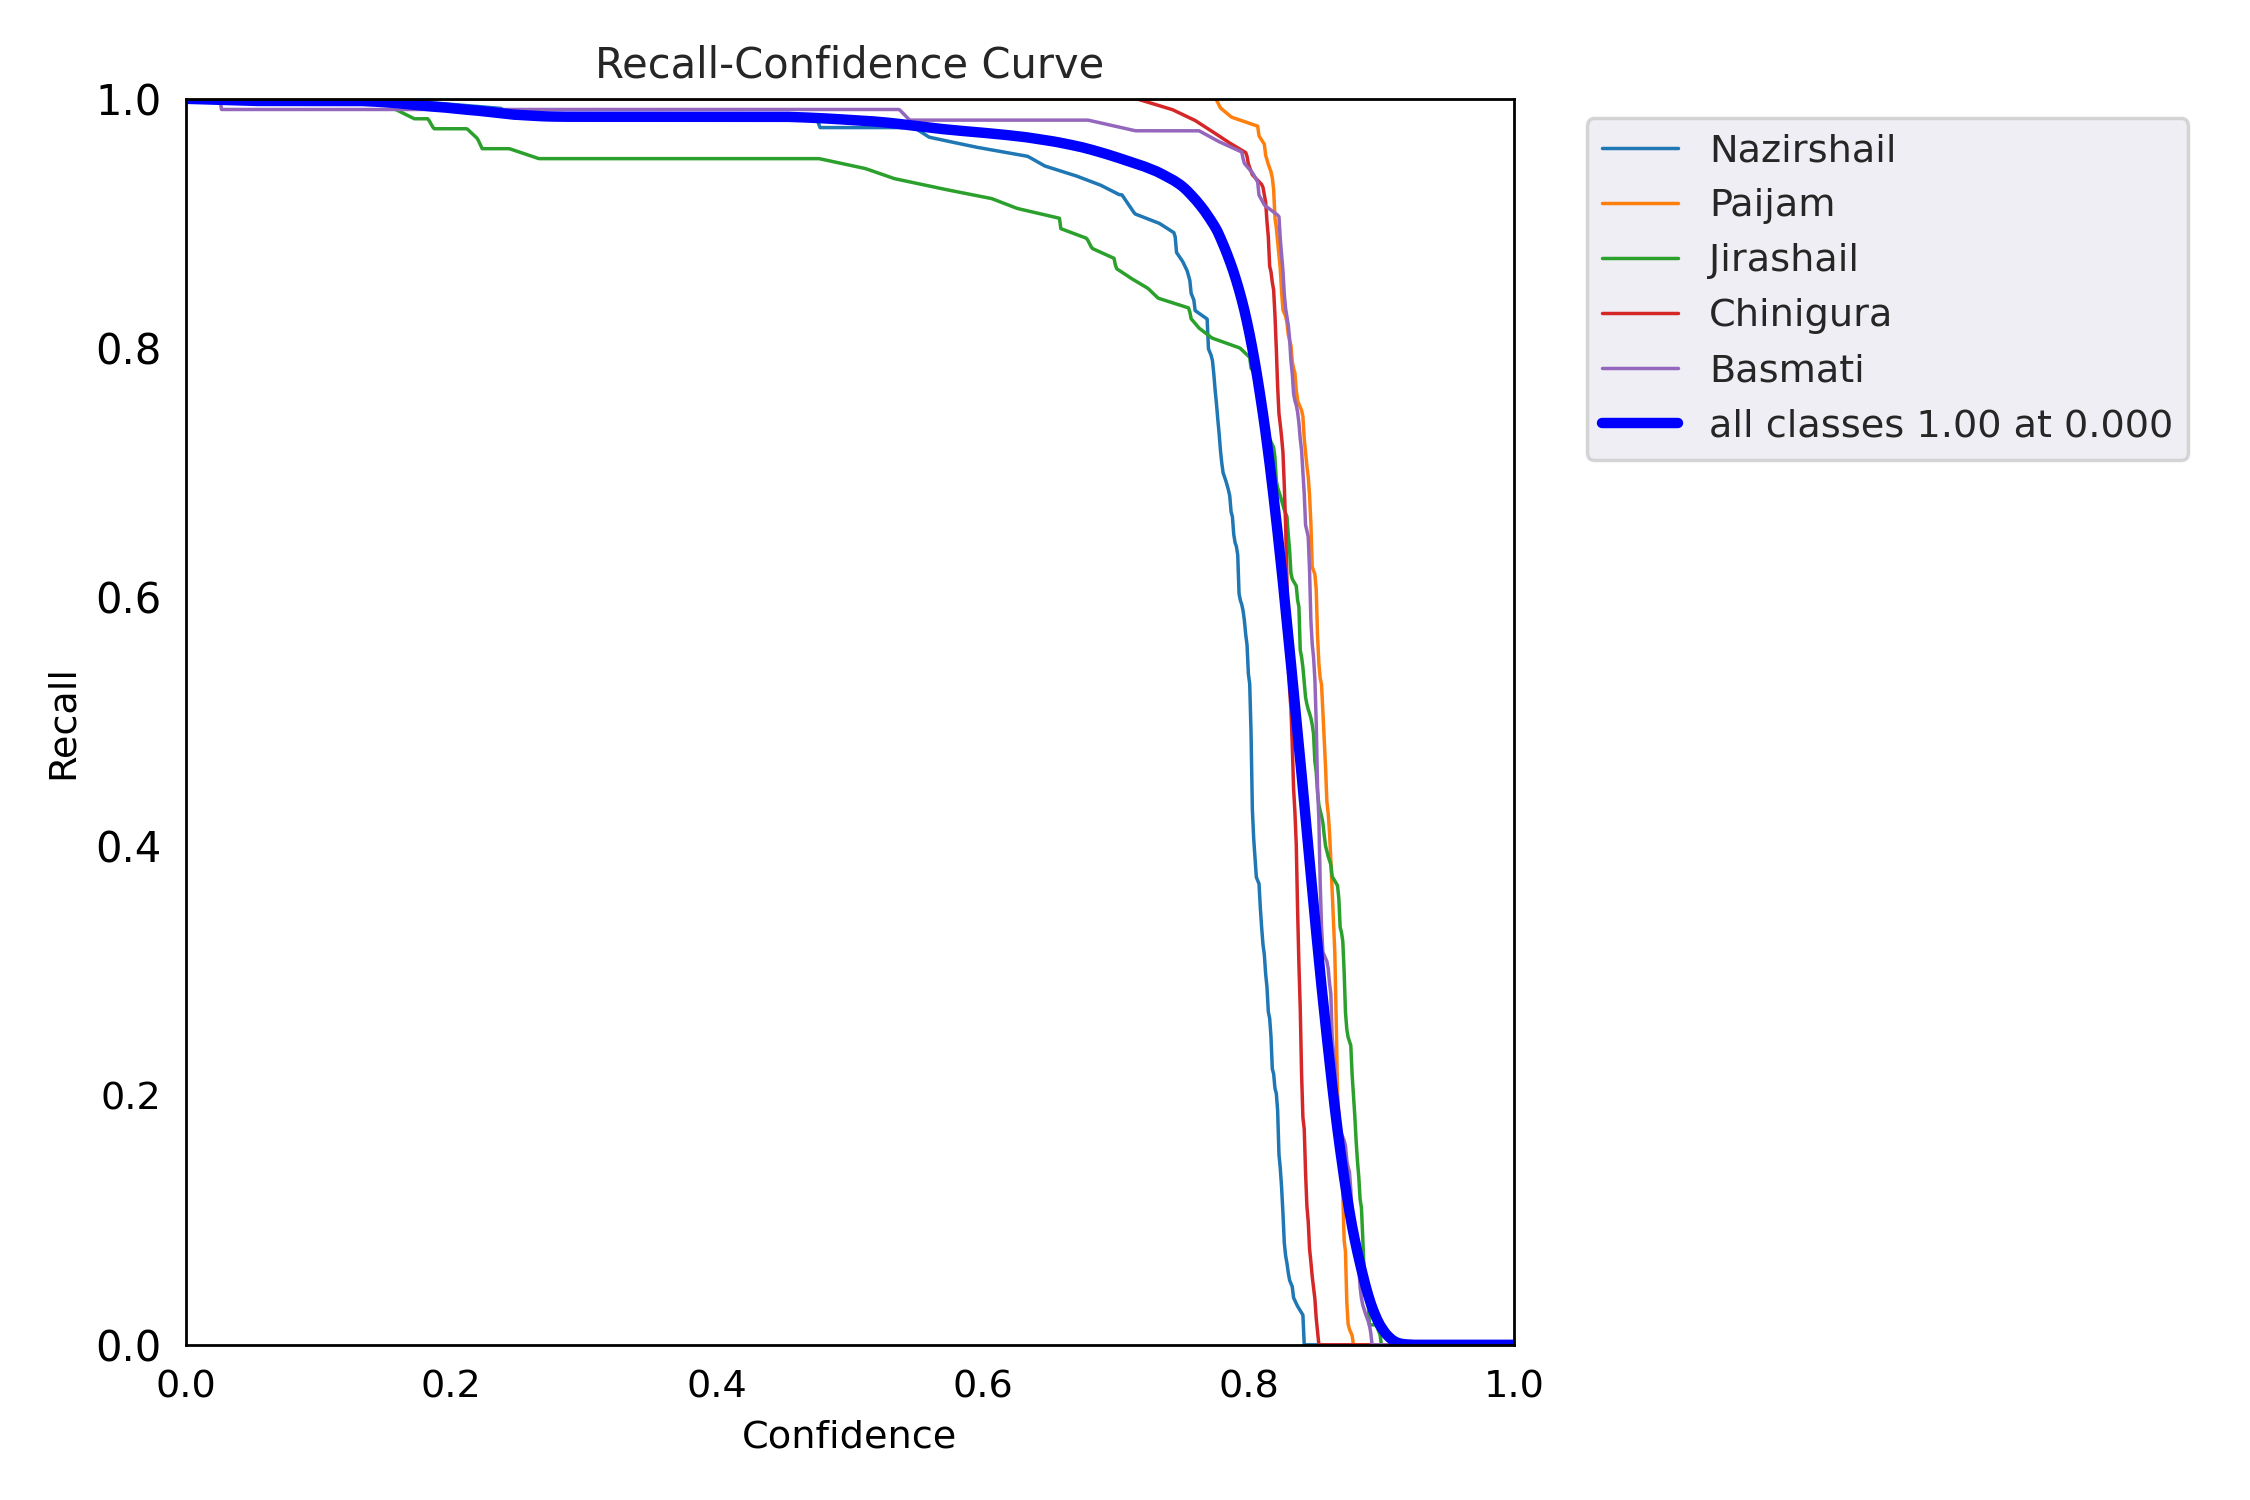 Recall-Confidence Curve
1.0
0.8
0.6
0.4
0.2
0.0
Recall
0.0 0.2 0.4 0.6 0.8 1.0
Confidence
Nazirshail
Paijam
Jirashail
Chinigura
Basmati
all classes 1.00 at 0.000